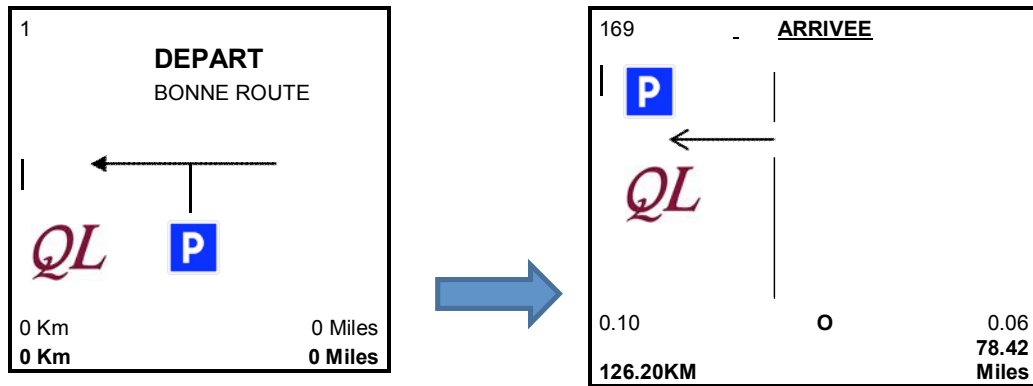 1
DEPART
BONNE ROUTE
QL
P
0 Km 0 Miles
0 Km 0 Miles
169 ARRIVEE
P
QL
0.10 O 0.06
78.42
126.20KM Miles